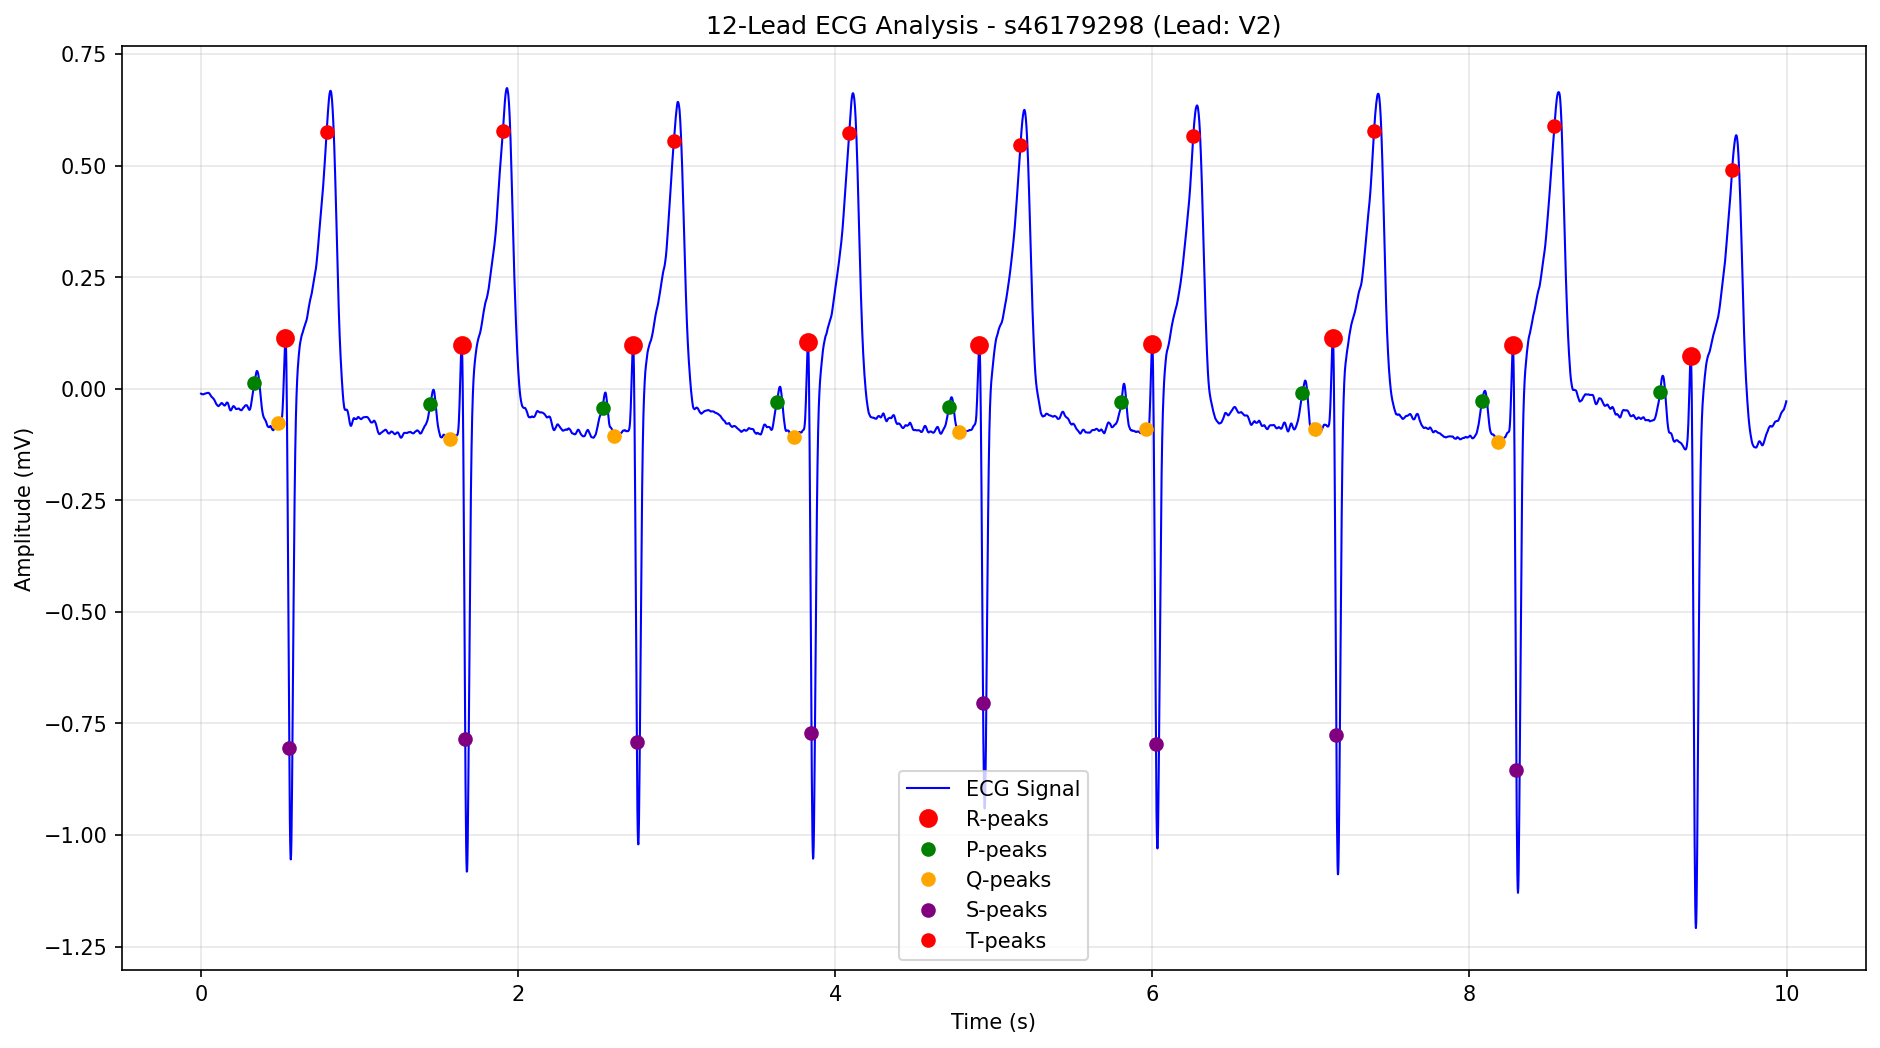 12-Lead ECG Analysis - s46179298 (Lead: V2)
0.75
0.50
0.25
0.00
−0.25
−0.50
−0.75
−1.00
−1.25
Amplitude (mV)
ECG Signal
R-peaks
P-peaks
Q-peaks
S-peaks
T-peaks
0 2 4 6 8 10
Time (s)